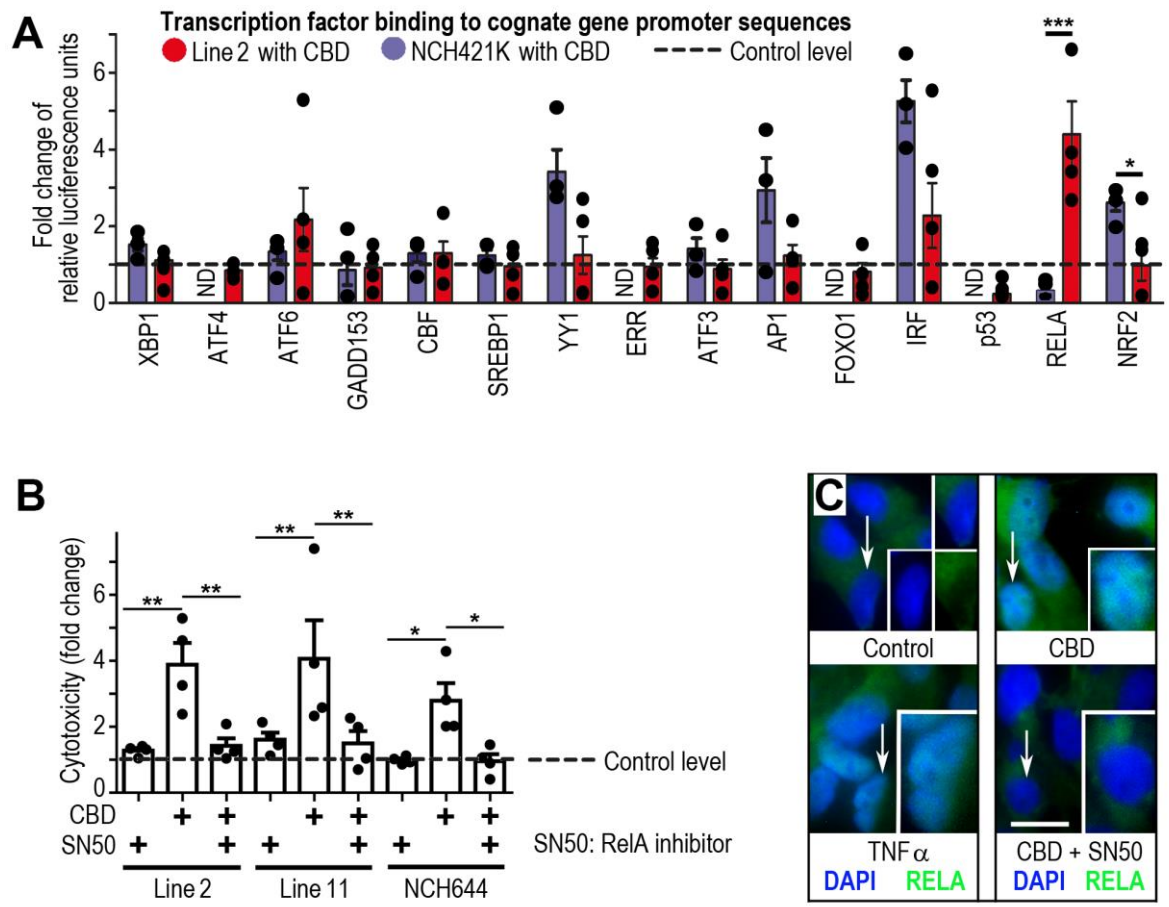 A
Transcription factor binding to cognate gene promoter sequences
Line 2 with CBD NCH421K with CBD Control level
Fold change of
relative luciferescence units
6
4
2
0
ND ND ND ND
*** *
XBP1 ATF4 ATF6 GADD153 CBF SREBP1 YY1 ERR ATF3 AP1 FOXO1 IRF p53 RELA NRF2
B
Cytotoxicity (fold change)
6
4
2
1
0
** ** ** ** * *
Control level
CBD + + + + + +
SN50 + + + + + + SN50: RelA inhibitor
Line 2 Line 11 NCH644
C
Control CBD
TNFα CBD + SN50
DAPI RELA DAPI RELA